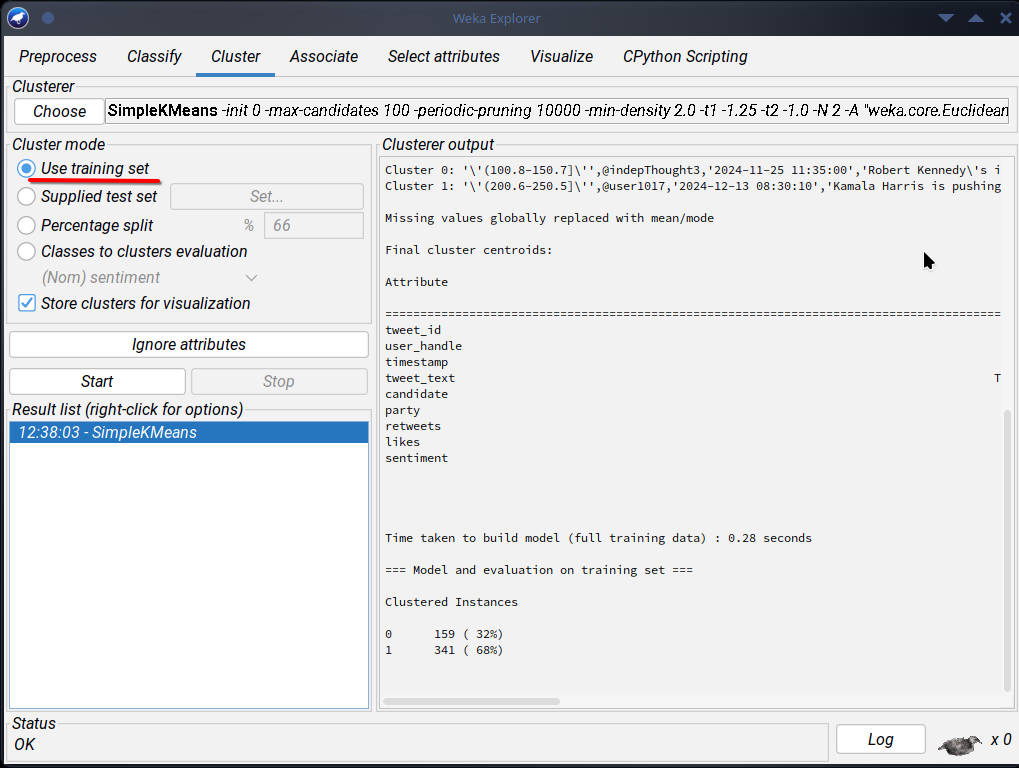 Weka Explorer
Preprocess Classify Cluster Associate Select attributes Visualize CPython Scripting
Clusterer
Choose SimpleKMeans -init 0 -max-candidates 100 -periodic-pruning 10000 -min-density 2.0 -t1 -1.25 -t2 -1.0 -N 2 -A "weka.core.Euclidean
Cluster mode
Use training set
Supplied test set Set...
Percentage split % 66
Classes to clusters evaluation
(Nom) sentiment
Store clusters for visualization
Ignore attributes
Start Stop
Result list (right-click for options)
12:38:03 - SimpleKMeans
Clusterer output
Cluster 0: '\'(100.8-150.7]\'',@indepThought3,'2024-11-25 11:35:00','Robert Kennedy\'s i
Cluster 1: '\'(200.6-250.5]\'',@user1017,'2024-12-13 08:30:10','Kamala Harris is pushing
Missing values globally replaced with mean/mode
Final cluster centroids:
Attribute
========================================================================================
tweet_id
user_handle
timestamp
tweet_text T
candidate
party
retweets
likes
sentiment
Time taken to build model (full training data) : 0.28 seconds
=== Model and evaluation on training set ===
Clustered Instances
0 159 ( 32%)
1 341 ( 68%)
Status
OK
Log x 0